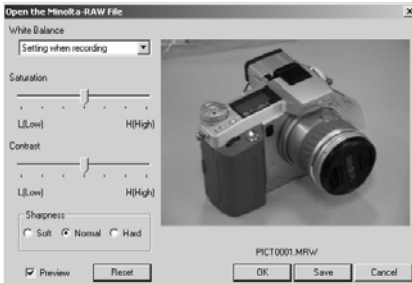 Open the Minolta-RAW File
White Balance
Setting when recording
Saturation
L(Low) H(High)
Contrast
L(Low) H(High)
Sharpness
Soft Normal Hard
PICT0001.MRW
Preview Reset OK Save Cancel